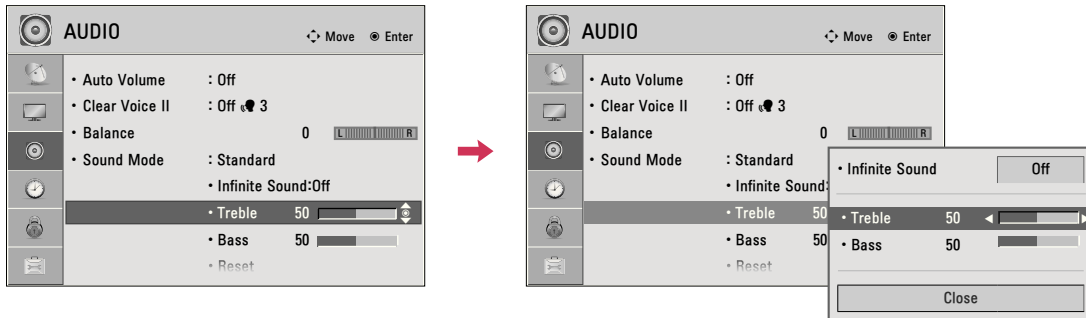 AUDIO Move Enter
• Auto Volume : Off
• Clear Voice II : Off 3
• Balance 0 L R
• Sound Mode : Standard
• Infinite Sound:Off
• Treble 50
• Bass 50
• Reset
AUDIO Move Enter
• Auto Volume : Off
• Clear Voice II : Off 3
• Balance 0 L R
• Sound Mode : Standard
• Infinite Sound:
• Treble 50
• Bass 50
• Reset
• Infinite Sound Off
• Treble 50
• Bass 50
Close